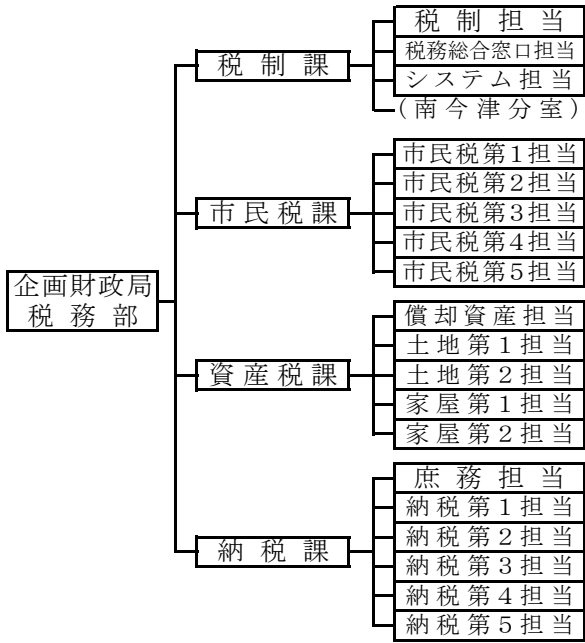 企画財政局
税務部
税制課
税制担当
税務総合窓口担当
システム担当
(南今津分室)
市民税課
市民税第1担当
市民税第2担当
市民税第3担当
市民税第4担当
市民税第5担当
資産税課
償却資産担当
土地第1担当
土地第2担当
家屋第1担当
家屋第2担当
納税課
庶務担当
納税第1担当
納税第2担当
納税第3担当
納税第4担当
納税第5担当